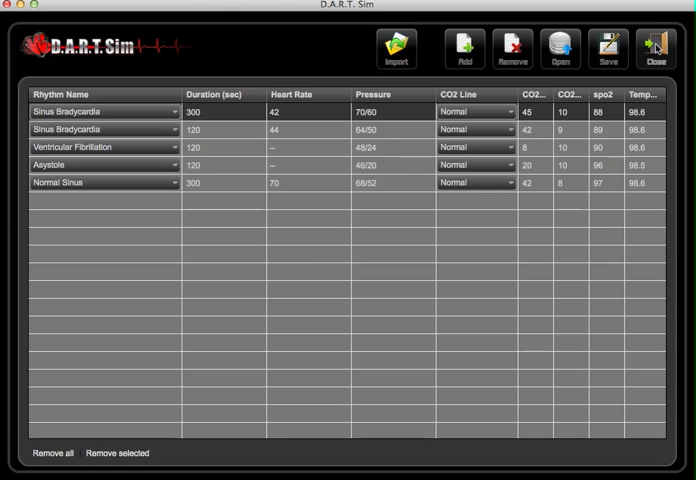 D.A.R.T. Sim
D.A.R.T. Sim Import Add Remove Open Save Close
Rhythm Name Duration (sec) Heart Rate Pressure CO2 Line CO2... CO2... spo2 Temp...
Sinus Bradycardia 300 42 70/60 Normal 45 10 88 98.6
Sinus Bradycardia 120 44 64/50 Normal 42 9 89 98.6
Ventricular Fibrillation 120 -- 48/24 Normal 8 10 90 98.6
Asystole 120 -- 46/20 Normal 20 10 96 98.5
Normal Sinus 300 70 68/52 Normal 42 8 97 98.6
Remove all Remove selected